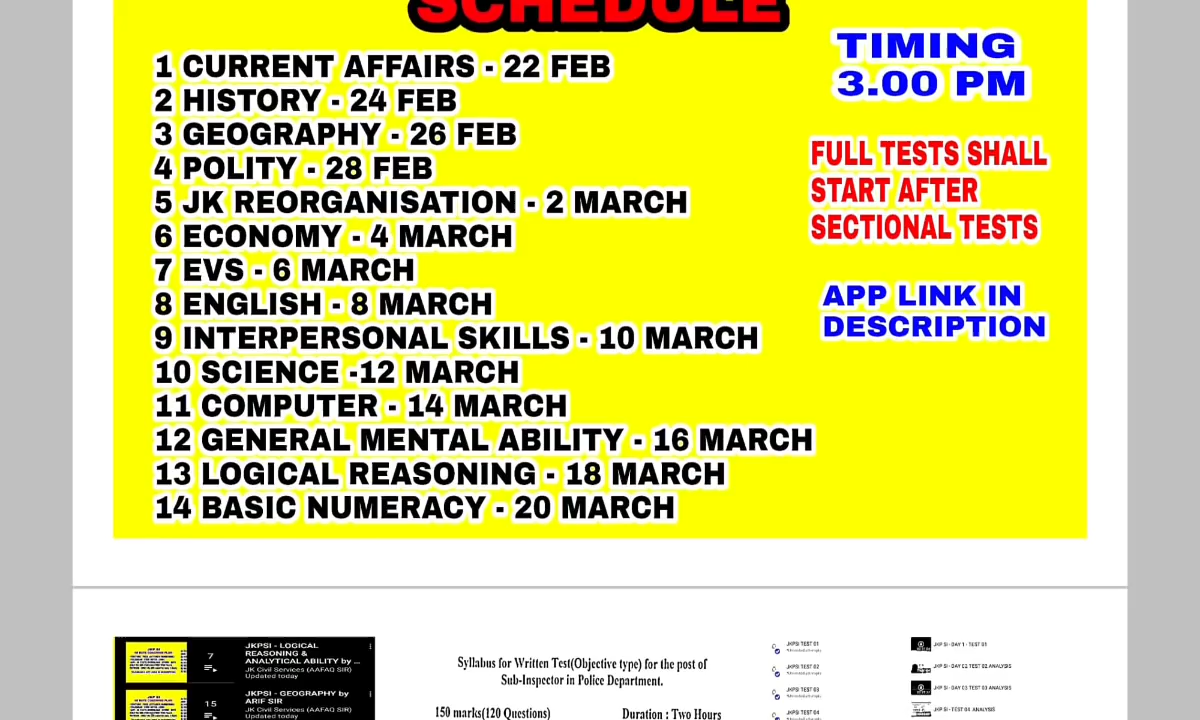 SCHEDULE
1 CURRENT AFFAIRS - 22 FEB
2 HISTORY - 24 FEB
3 GEOGRAPHY - 26 FEB
4 POLITY - 28 FEB
5 JK REORGANISATION - 2 MARCH
6 ECONOMY - 4 MARCH
7 EVS - 6 MARCH
8 ENGLISH - 8 MARCH
9 INTERPERSONAL SKILLS - 10 MARCH
10 SCIENCE -12 MARCH
11 COMPUTER - 14 MARCH
12 GENERAL MENTAL ABILITY - 16 MARCH
13 LOGICAL REASONING - 18 MARCH
14 BASIC NUMERACY - 20 MARCH
TIMING
3.00 PM
FULL TESTS SHALL
START AFTER
SECTIONAL TESTS
APP LINK IN
DESCRIPTION
7
JKPSI - LOGICAL
REASONING &
ANALYTICAL ABILITY by ...
JK Civil Services (AAFAQ SIR)
Updated today
15
JKPSI - GEOGRAPHY by
ARIF SIR
JK Civil Services (AAFAQ SIR)
Updated today
Syllabus for Written Test(Objective type) for the post of
Sub-Inspector in Police Department.
150 marks(120 Questions) Duration : Two Hours
JKPSI TEST 01
JKPSI TEST 02
JKPSI TEST 03
JKPSI TEST 04
JKP SI - DAY 1 - TEST 01
JKP SI - DAY 02 TEST 02 ANALYSIS
JKP SI - DAY 03 TEST 03 ANALYSIS
JKP SI - TEST 04 ANALYSIS